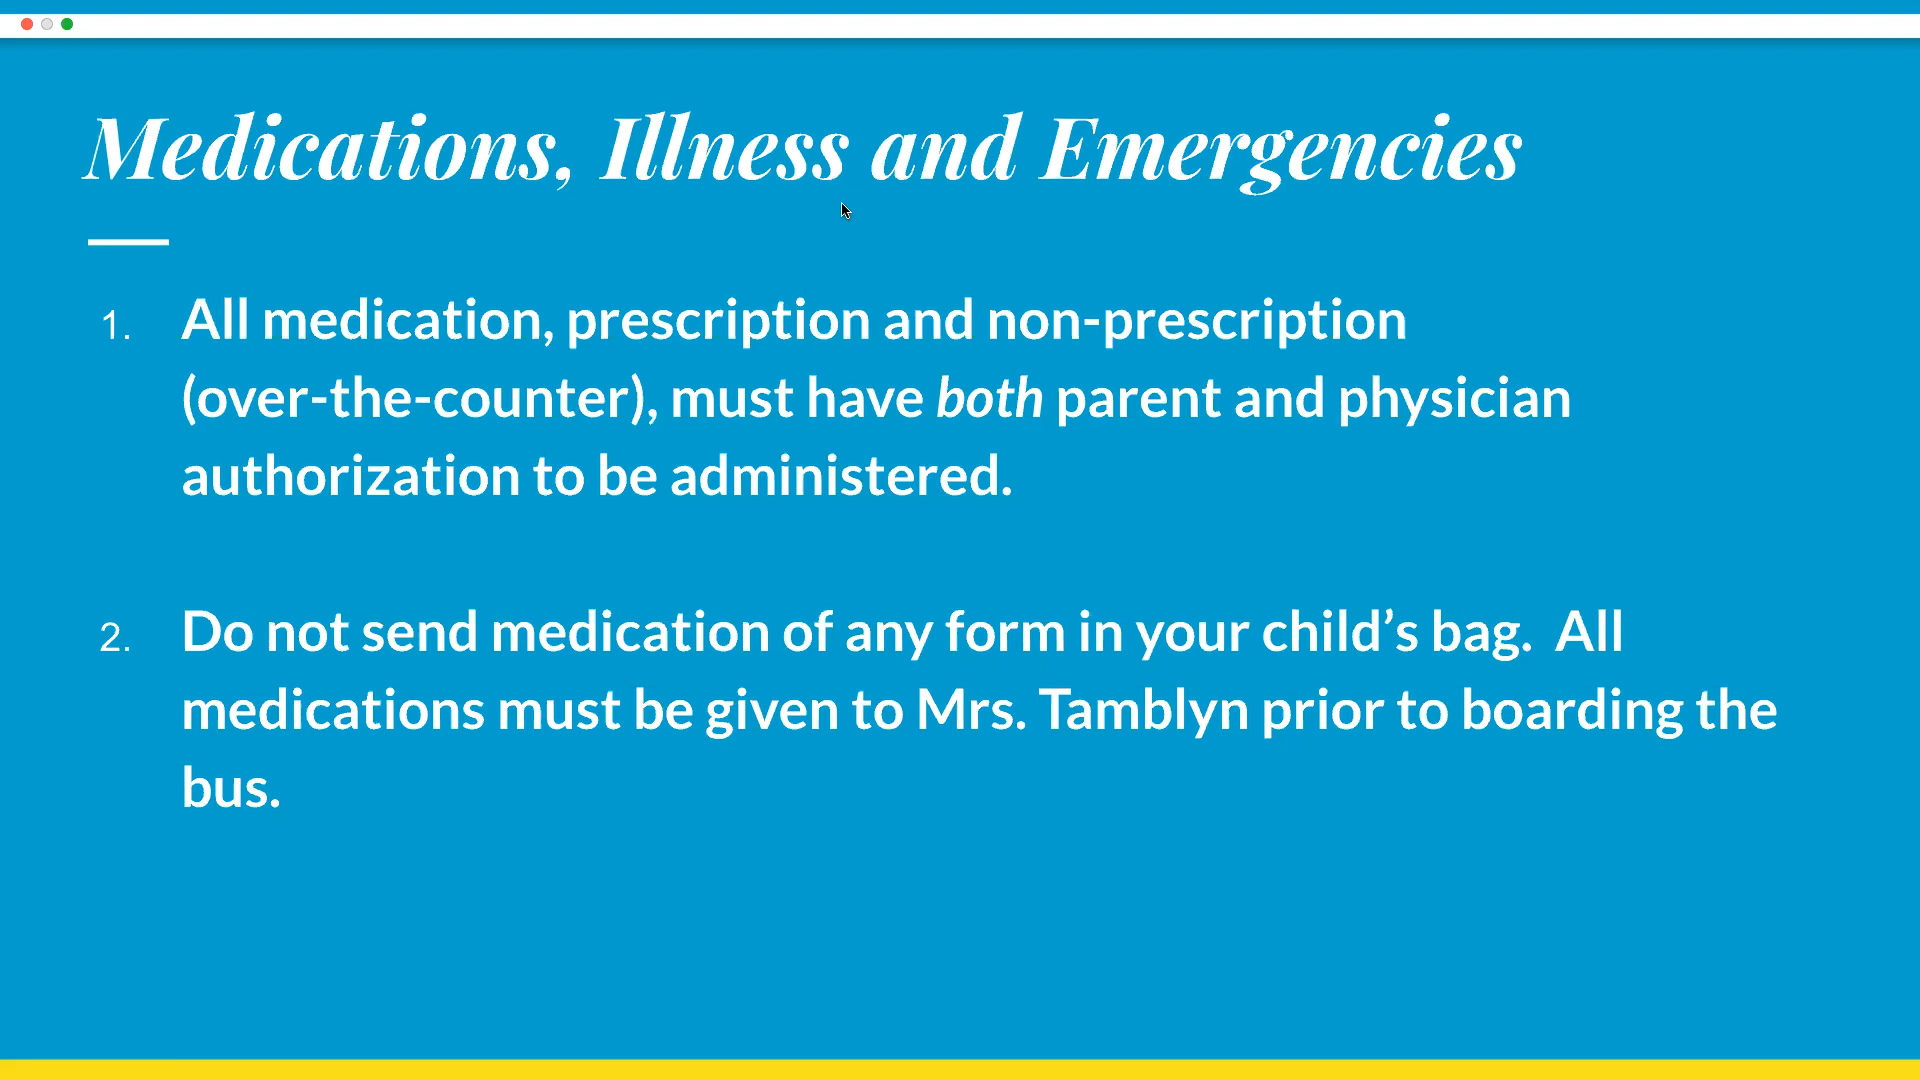 Medications, Illness and Emergencies
1. All medication, prescription and non-prescription
(over-the-counter), must have both parent and physician
authorization to be administered.
2. Do not send medication of any form in your child’s bag.  All
medications must be given to Mrs. Tamblyn prior to boarding the
bus.